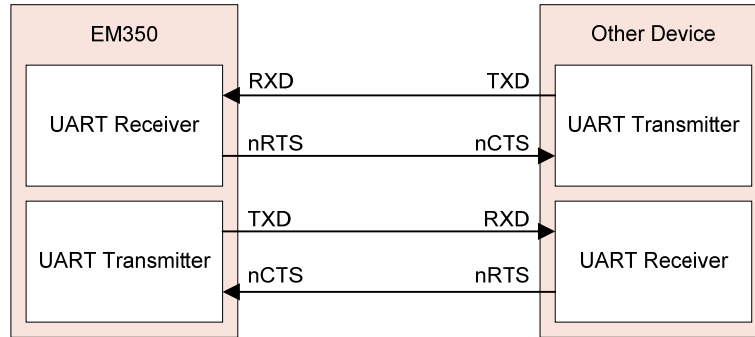 EM350
Other Device
RXD
TXD
UART Receiver
UART Transmitter
nRTS
nCTS
TXD
RXD
UART Transmitter
UART Receiver
nCTS
nRTS